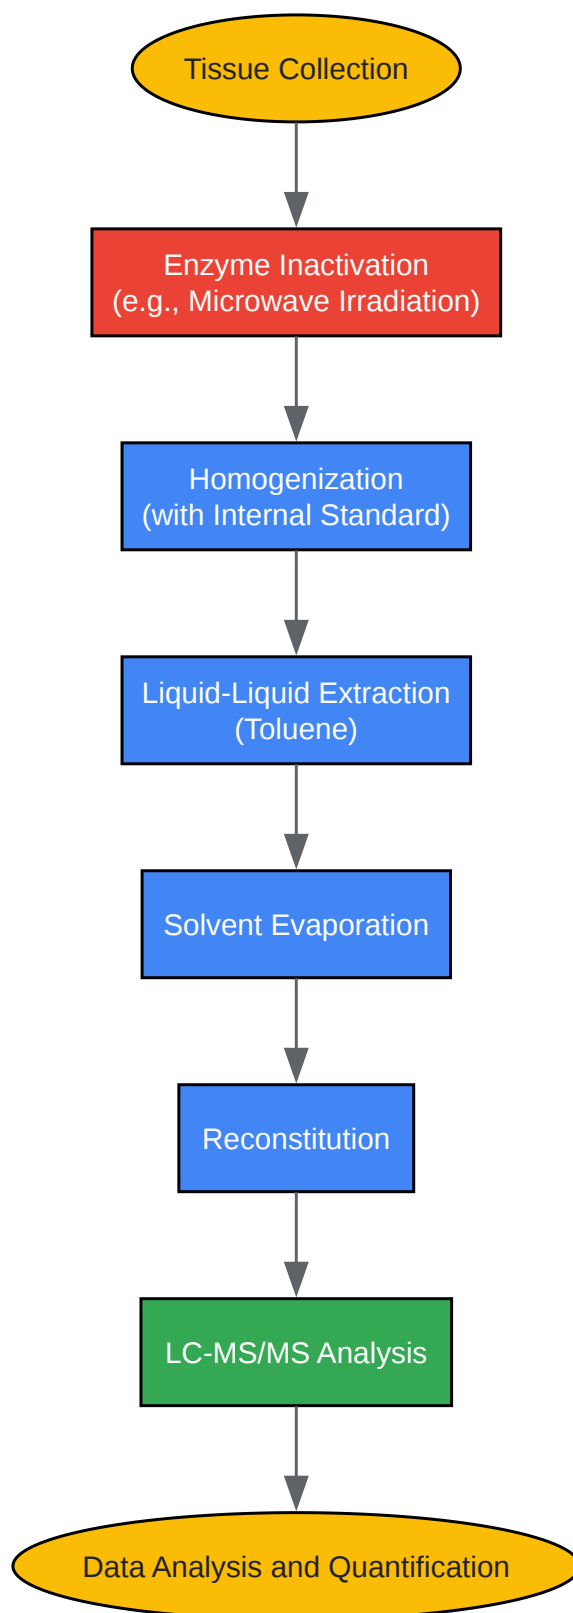 Tissue Collection
Enzyme Inactivation
(e.g., Microwave Irradiation)
Homogenization
(with Internal Standard)
Liquid-Liquid Extraction
(Toluene)
Solvent Evaporation
Reconstitution
LC-MS/MS Analysis
Data Analysis and Quantification